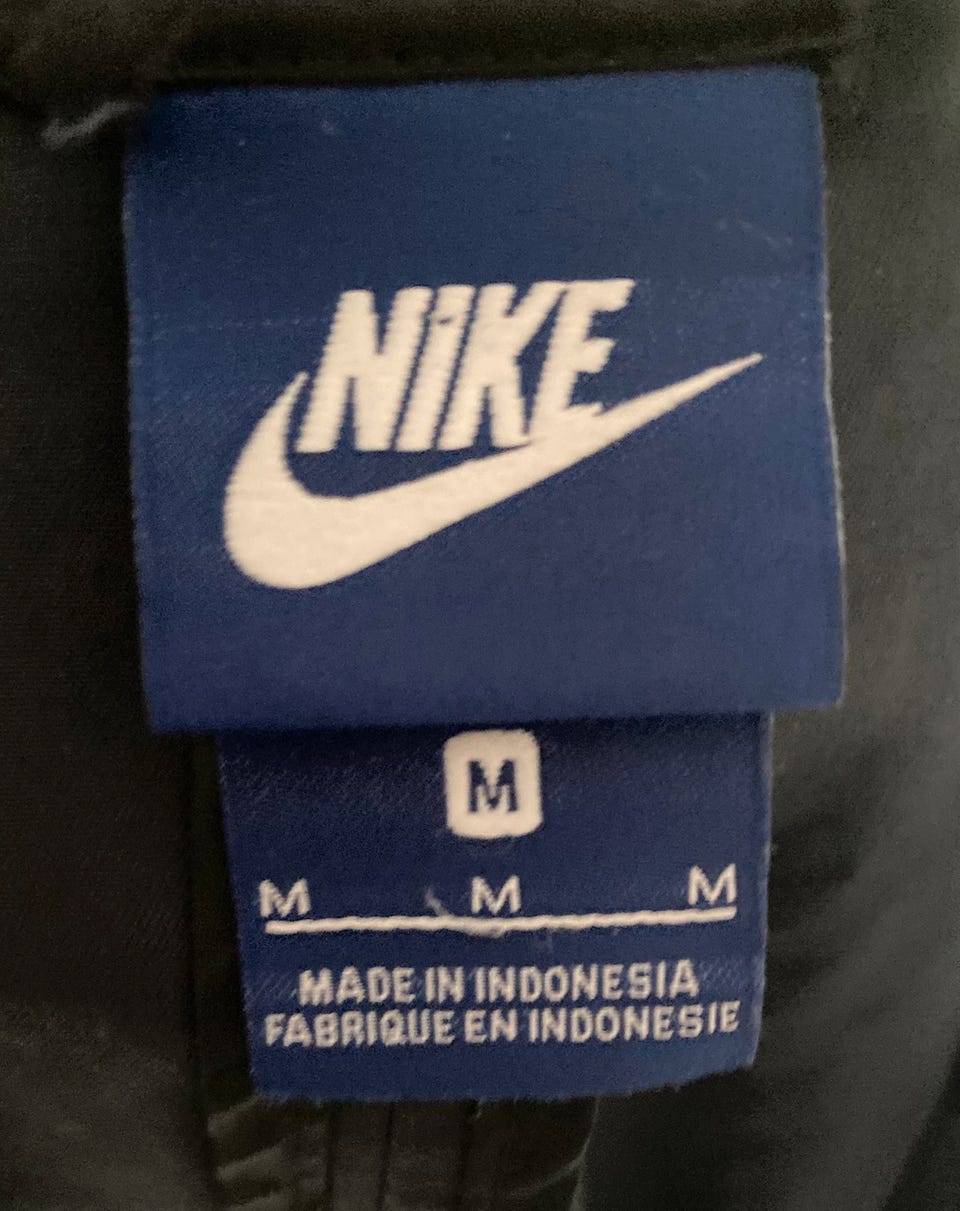 NIKE
M
M M M
MADE IN INDONESIA
FABRIQUE EN INDONESIE